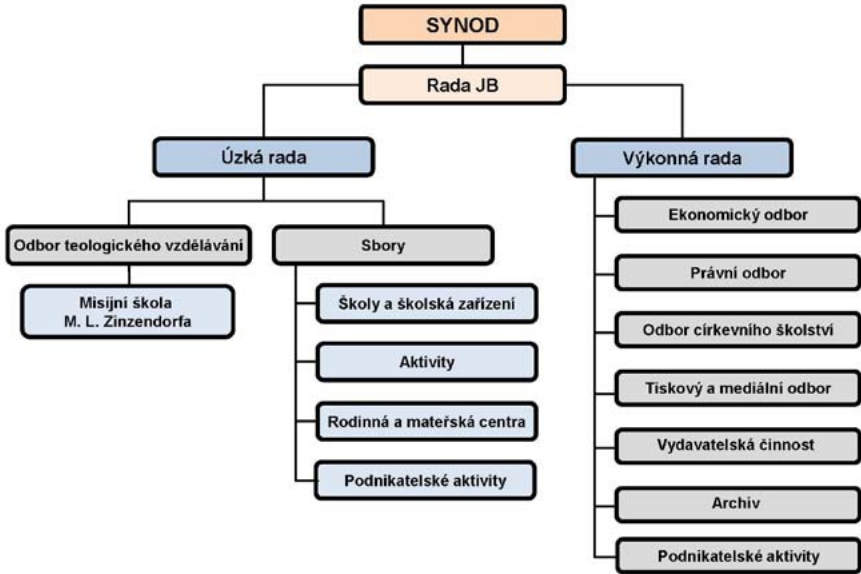 SYNOD
Rada JB
Úzká rada
Výkonná rada
Odbor teologického vzdělávání
Sbory
Misijní škola
M. L. Zinzendorfa
Školy a školská zařízení
Aktivity
Rodinná a mateřská centra
Podnikatelské aktivity
Ekonomický odbor
Právní odbor
Odbor církevního školství
Tiskový a mediální odbor
Vydavatelská činnost
Archiv
Podnikatelské aktivity